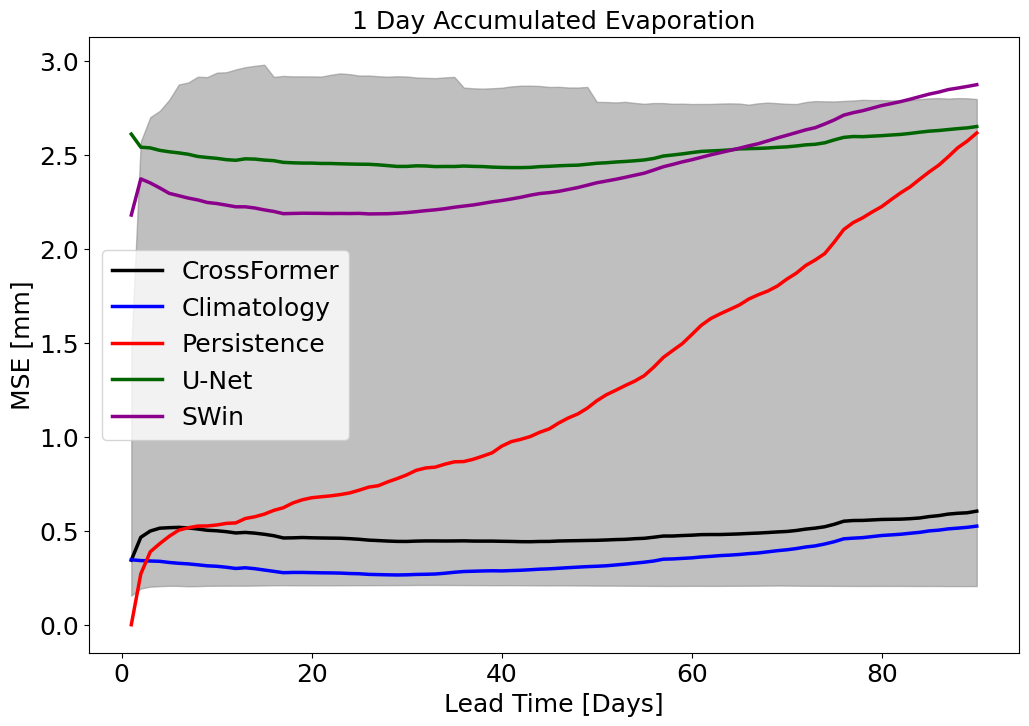 1 Day Accumulated Evaporation
MSE [mm]
3.0
2.5
2.0
1.5
1.0
0.5
0.0
CrossFormer
Climatology
Persistence
U-Net
SWin
0
20
40
60
80
Lead Time [Days]